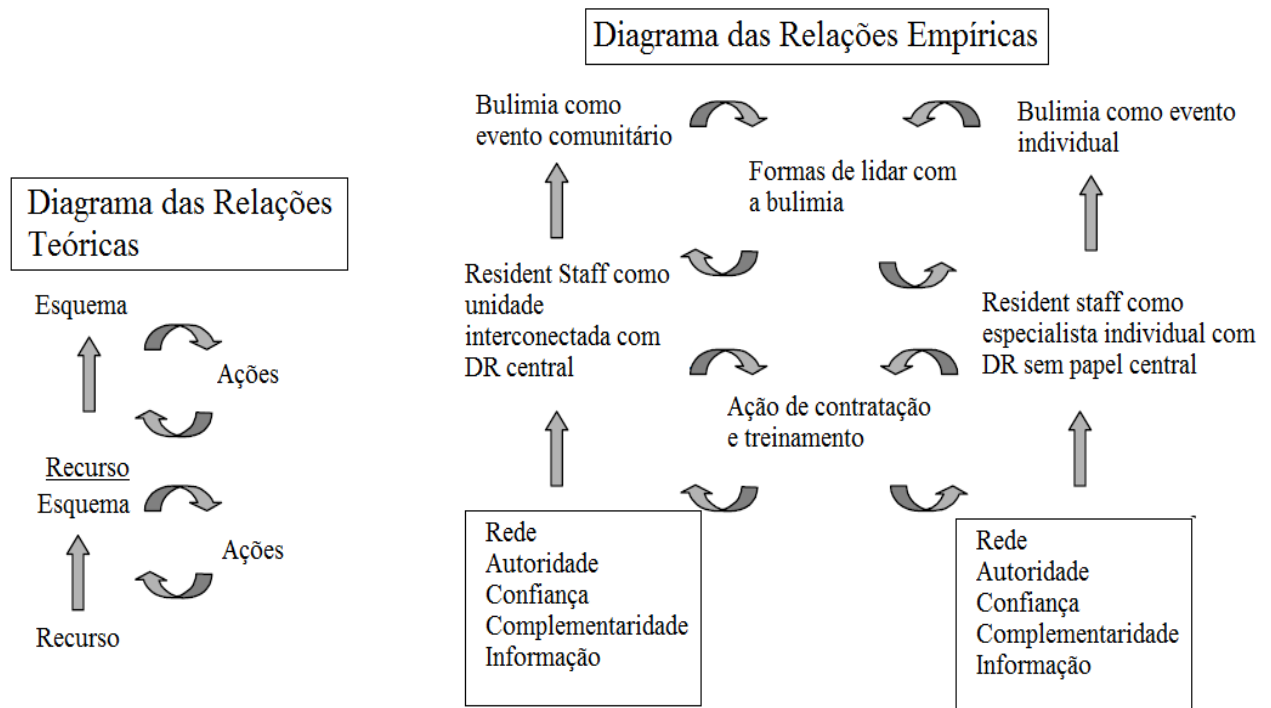 Diagrama das Relações
Teóricas
Esquema
Ações
Recurso
Esquema
Ações
Recurso
Diagrama das Relações Empíricas
Bulimia como
evento comunitário
Bulimia como evento
individual
Formas de lidar com
a bulimia
Resident Staff como
unidade
interconectada com
DR central
Resident staff como
especialista individual com
DR sem papel central
Ação de contratação
e treinamento
Rede
Autoridade
Confiança
Complementaridade
Informação
Rede
Autoridade
Confiança
Complementaridade
Informação